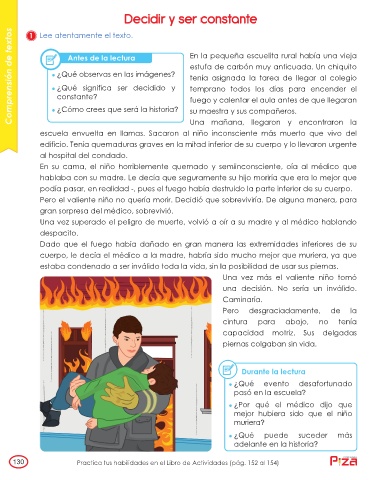 Decidir y ser constante
1 Lee atentamente el texto.
Comprensión de textos
Antes de la lectura
¿Qué observas en las imágenes?
¿Qué significa ser decidido y
constante?
¿Cómo crees que será la historia?
En la pequeña escuelita rural había una vieja
estufa de carbón muy anticuada. Un chiquito
tenía asignada la tarea de llegar al colegio
temprano todos los días para encender el
fuego y calentar el aula antes de que llegaran
su maestra y sus compañeros.
Una mañana, llegaron y encontraron la
escuela envuelta en llamas. Sacaron al niño inconsciente más muerto que vivo del
edificio. Tenía quemaduras graves en la mitad inferior de su cuerpo y lo llevaron urgente
al hospital del condado.
En su cama, el niño horriblemente quemado y semiinconsciente, oía al médico que
hablaba con su madre. Le decía que seguramente su hijo moriría que era lo mejor que
podía pasar, en realidad -, pues el fuego había destruido la parte inferior de su cuerpo.
Pero el valiente niño no quería morir. Decidió que sobreviviría. De alguna manera, para
gran sorpresa del médico, sobrevivió.
Una vez superado el peligro de muerte, volvió a oír a su madre y al médico hablando
despacito.
Dado que el fuego había dañado en gran manera las extremidades inferiores de su
cuerpo, le decía el médico a la madre, habría sido mucho mejor que muriera, ya que
estaba condenado a ser inválido toda la vida, sin la posibilidad de usar sus piernas.
Una vez más el valiente niño tomó
una decisión. No sería un inválido.
Caminaría.
Pero desgraciadamente, de la
cintura para abajo, no tenía
capacidad motriz. Sus delgadas
piernas colgaban sin vida.
Durante la lectura
¿Qué evento desafortunado
pasó en la escuela?
¿Por qué el médico dijo que
mejor hubiera sido que el niño
muriera?
¿Qué puede suceder más
adelante en la historia?
130
Practica tus habilidades en el Libro de Actividades (pág. 152 al 154)